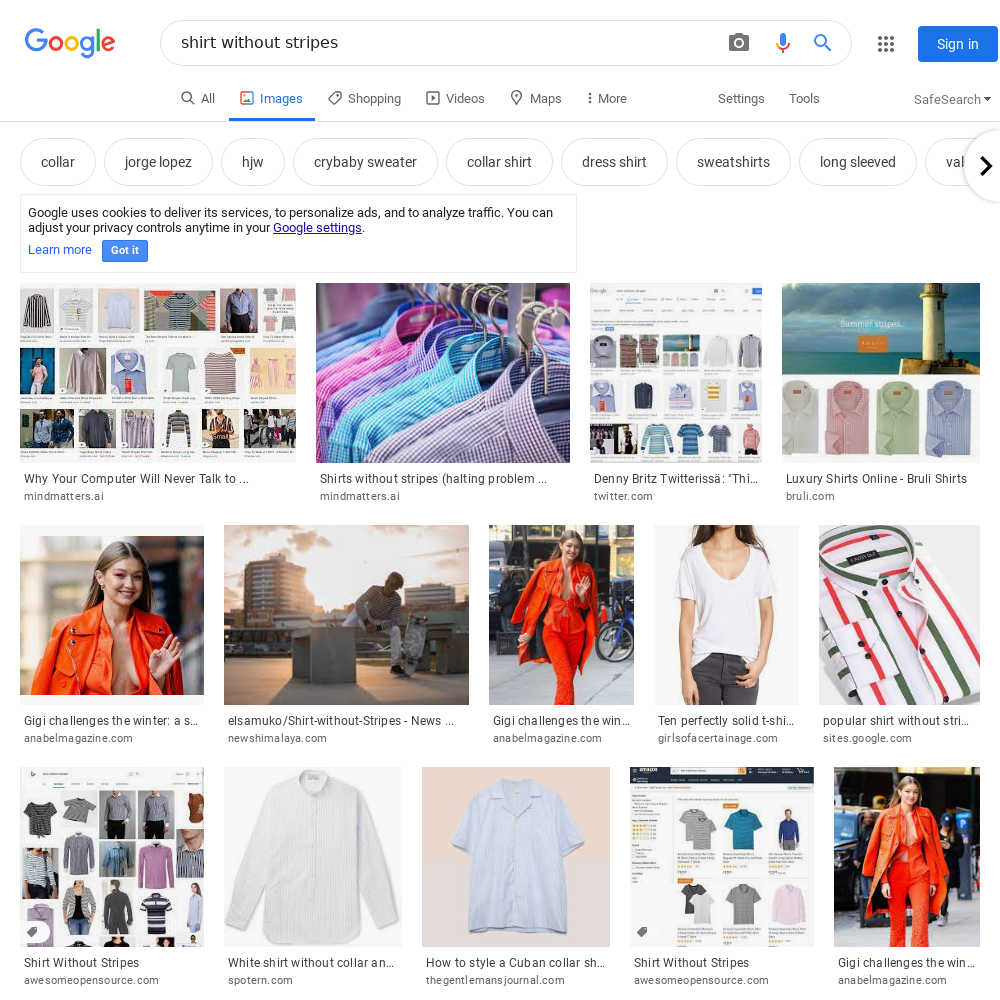 Google
shirt without stripes
Sign in
All
Images
Shopping
Videos
Maps
More
Settings
Tools
SafeSearch
collar
jorge lopez
hjw
crybaby sweater
collar shirt
dress shirt
sweatshirts
long sleeved
val
Google uses cookies to deliver its services, to personalize ads, and to analyze traffic. You can
adjust your privacy controls anytime in your Google settings.
Learn more
Got it
Summer stripes
Why Your Computer Will Never Talk to ...
mindmatters.ai
Shirts without stripes (halting problem ...
mindmatters.ai
Denny Britz Twitterissä: "Thi...
twitter.com
Luxury Shirts Online - Bruli Shirts
bruli.com
Gigi challenges the winter: a s...
anabelmagazine.com
elsamuko/Shirt-without-Stripes - News ...
newshimalaya.com
Gigi challenges the win...
anabelmagazine.com
Ten perfectly solid t-shi...
girlsofacertainage.com
popular shirt without stri...
sites.google.com
amazon
Shirt Without Stripes
awesomeopensource.com
White shirt without collar an...
spotern.com
How to style a Cuban collar sh...
thegentlemansjournal.com
Shirt Without Stripes
awesomeopensource.com
Gigi challenges the win...
anabelmagazine.com